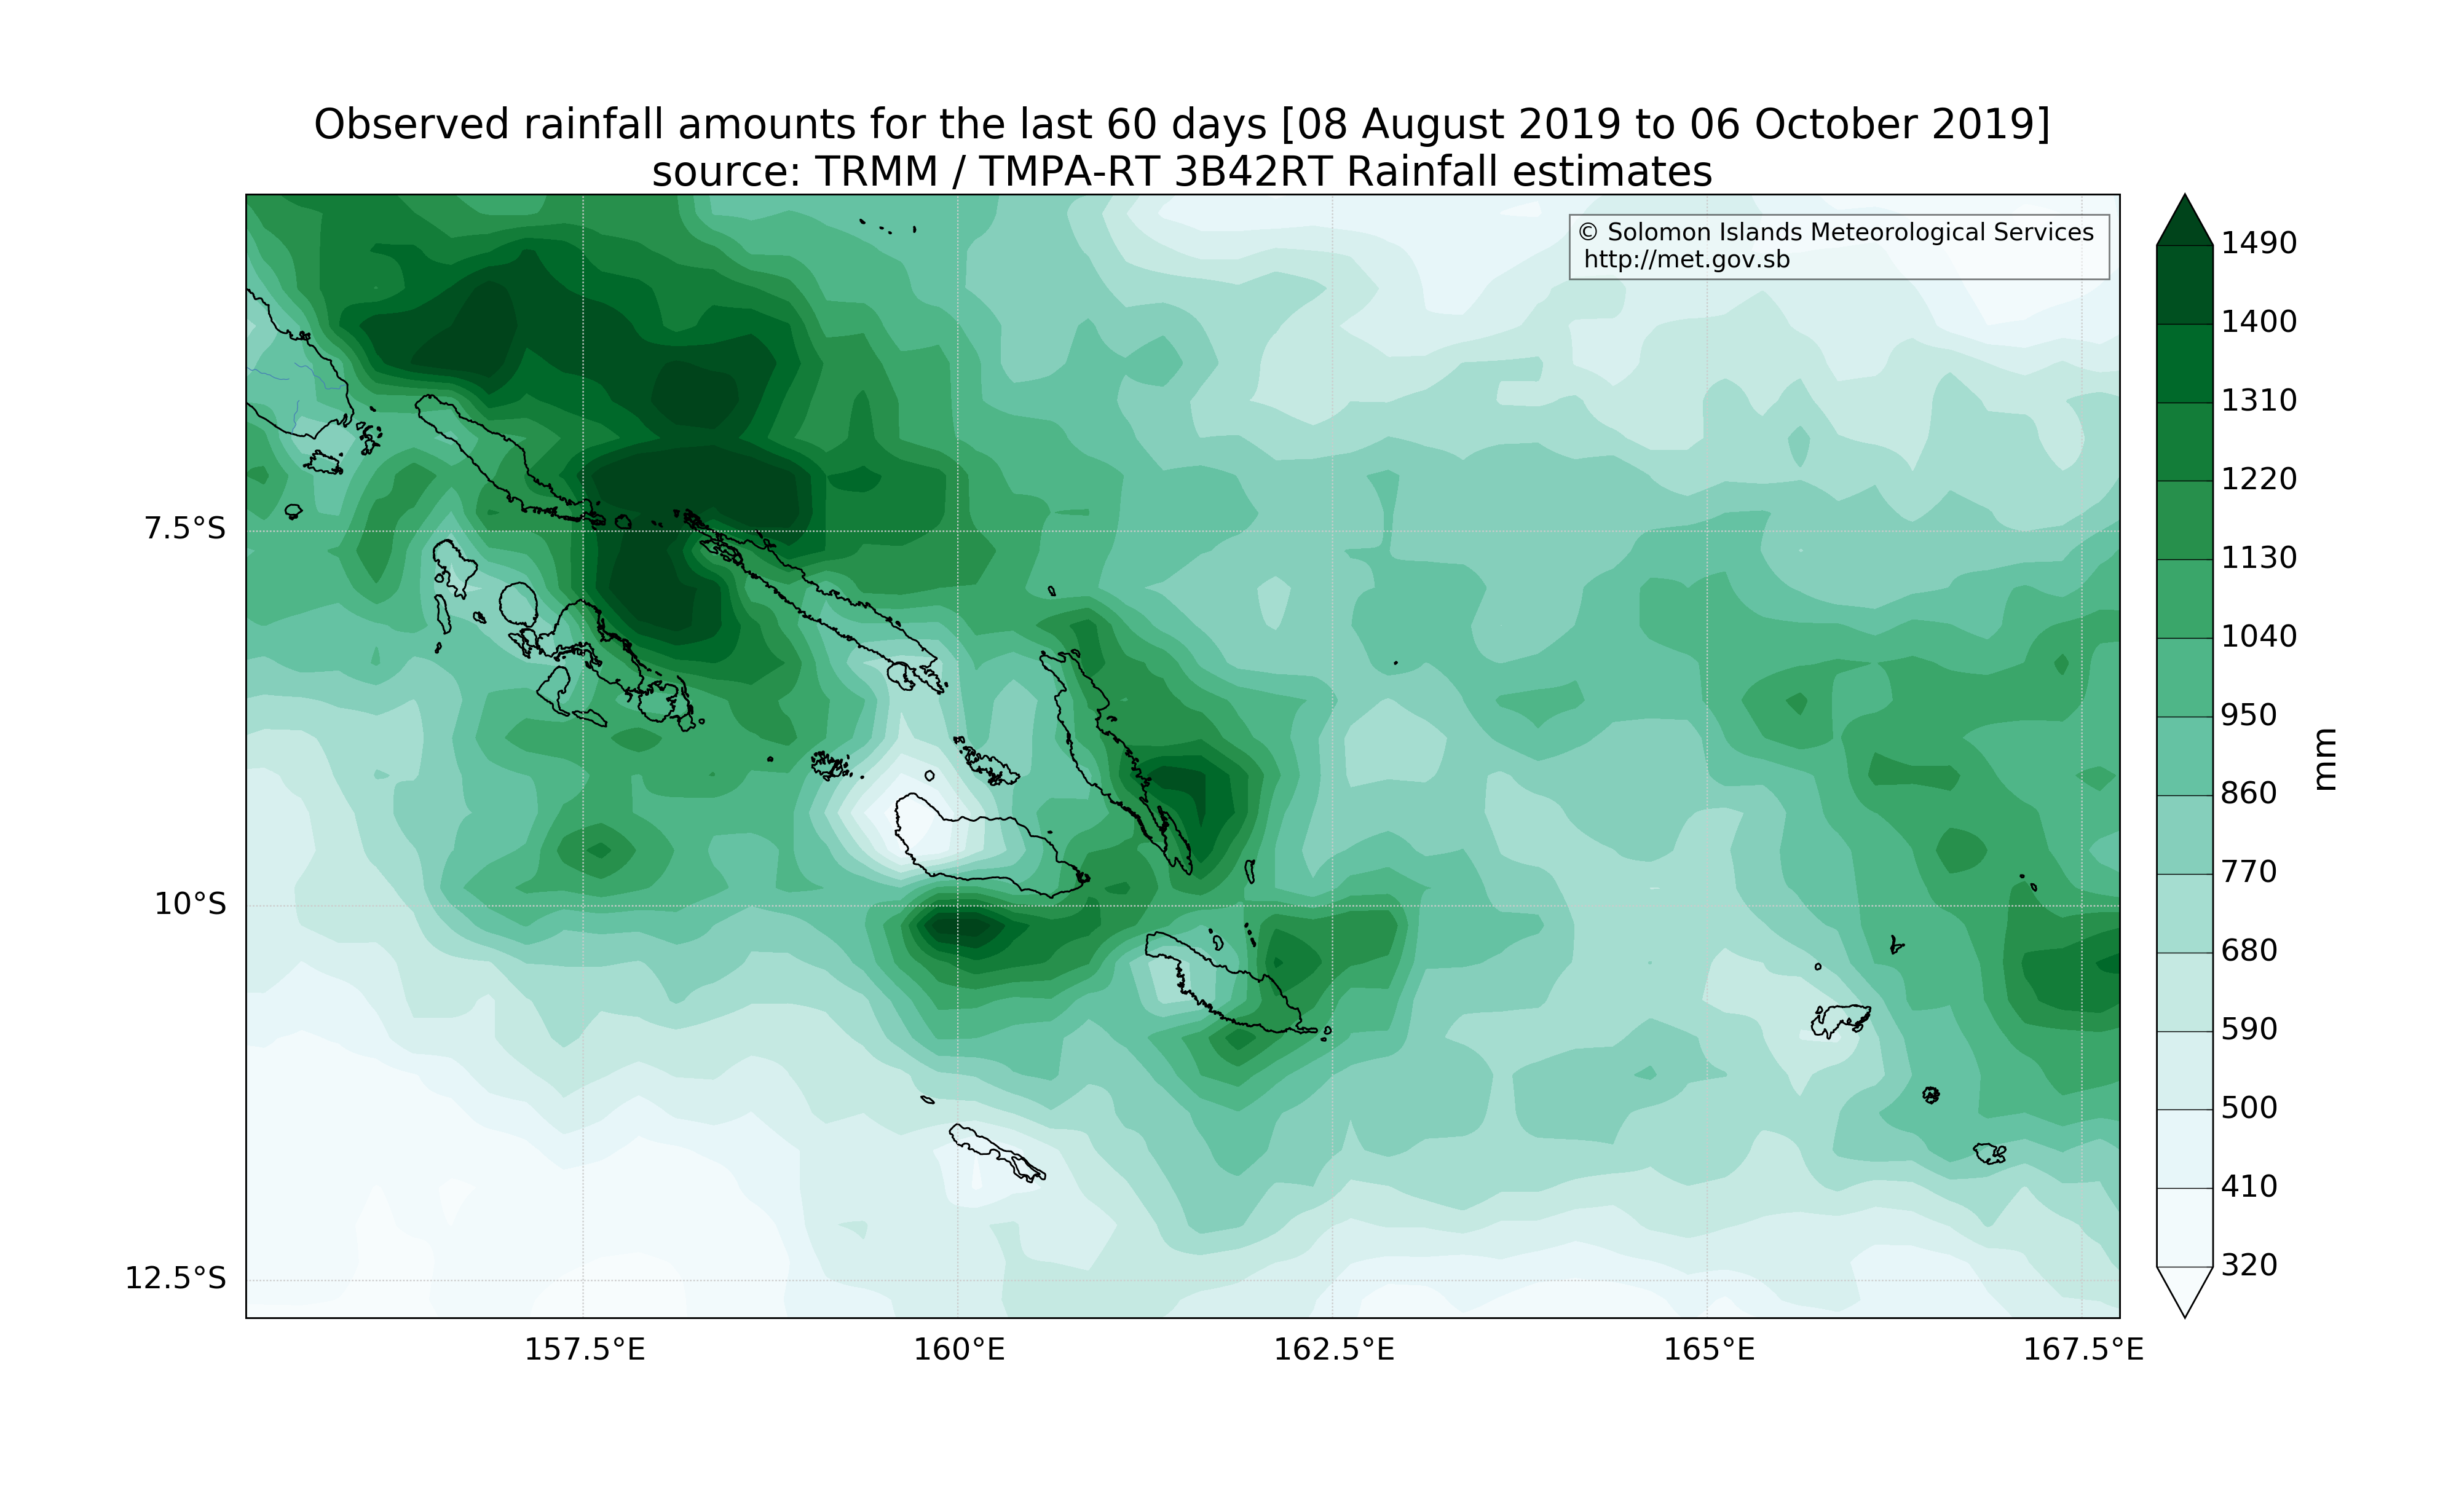 Observed rainfall amounts for the last 60 days [08 August 2019 to 06 October 2019]
source: TRMM / TMPA-RT 3B42RT Rainfall estimates
© Solomon Islands Meteorological Services
http://met.gov.sb
1490
1400
1310
1220
1130
1040
950
860
770
680
590
500
410
320
mm
7.5°S
10°S
12.5°S
157.5°E
160°E
162.5°E
165°E
167.5°E